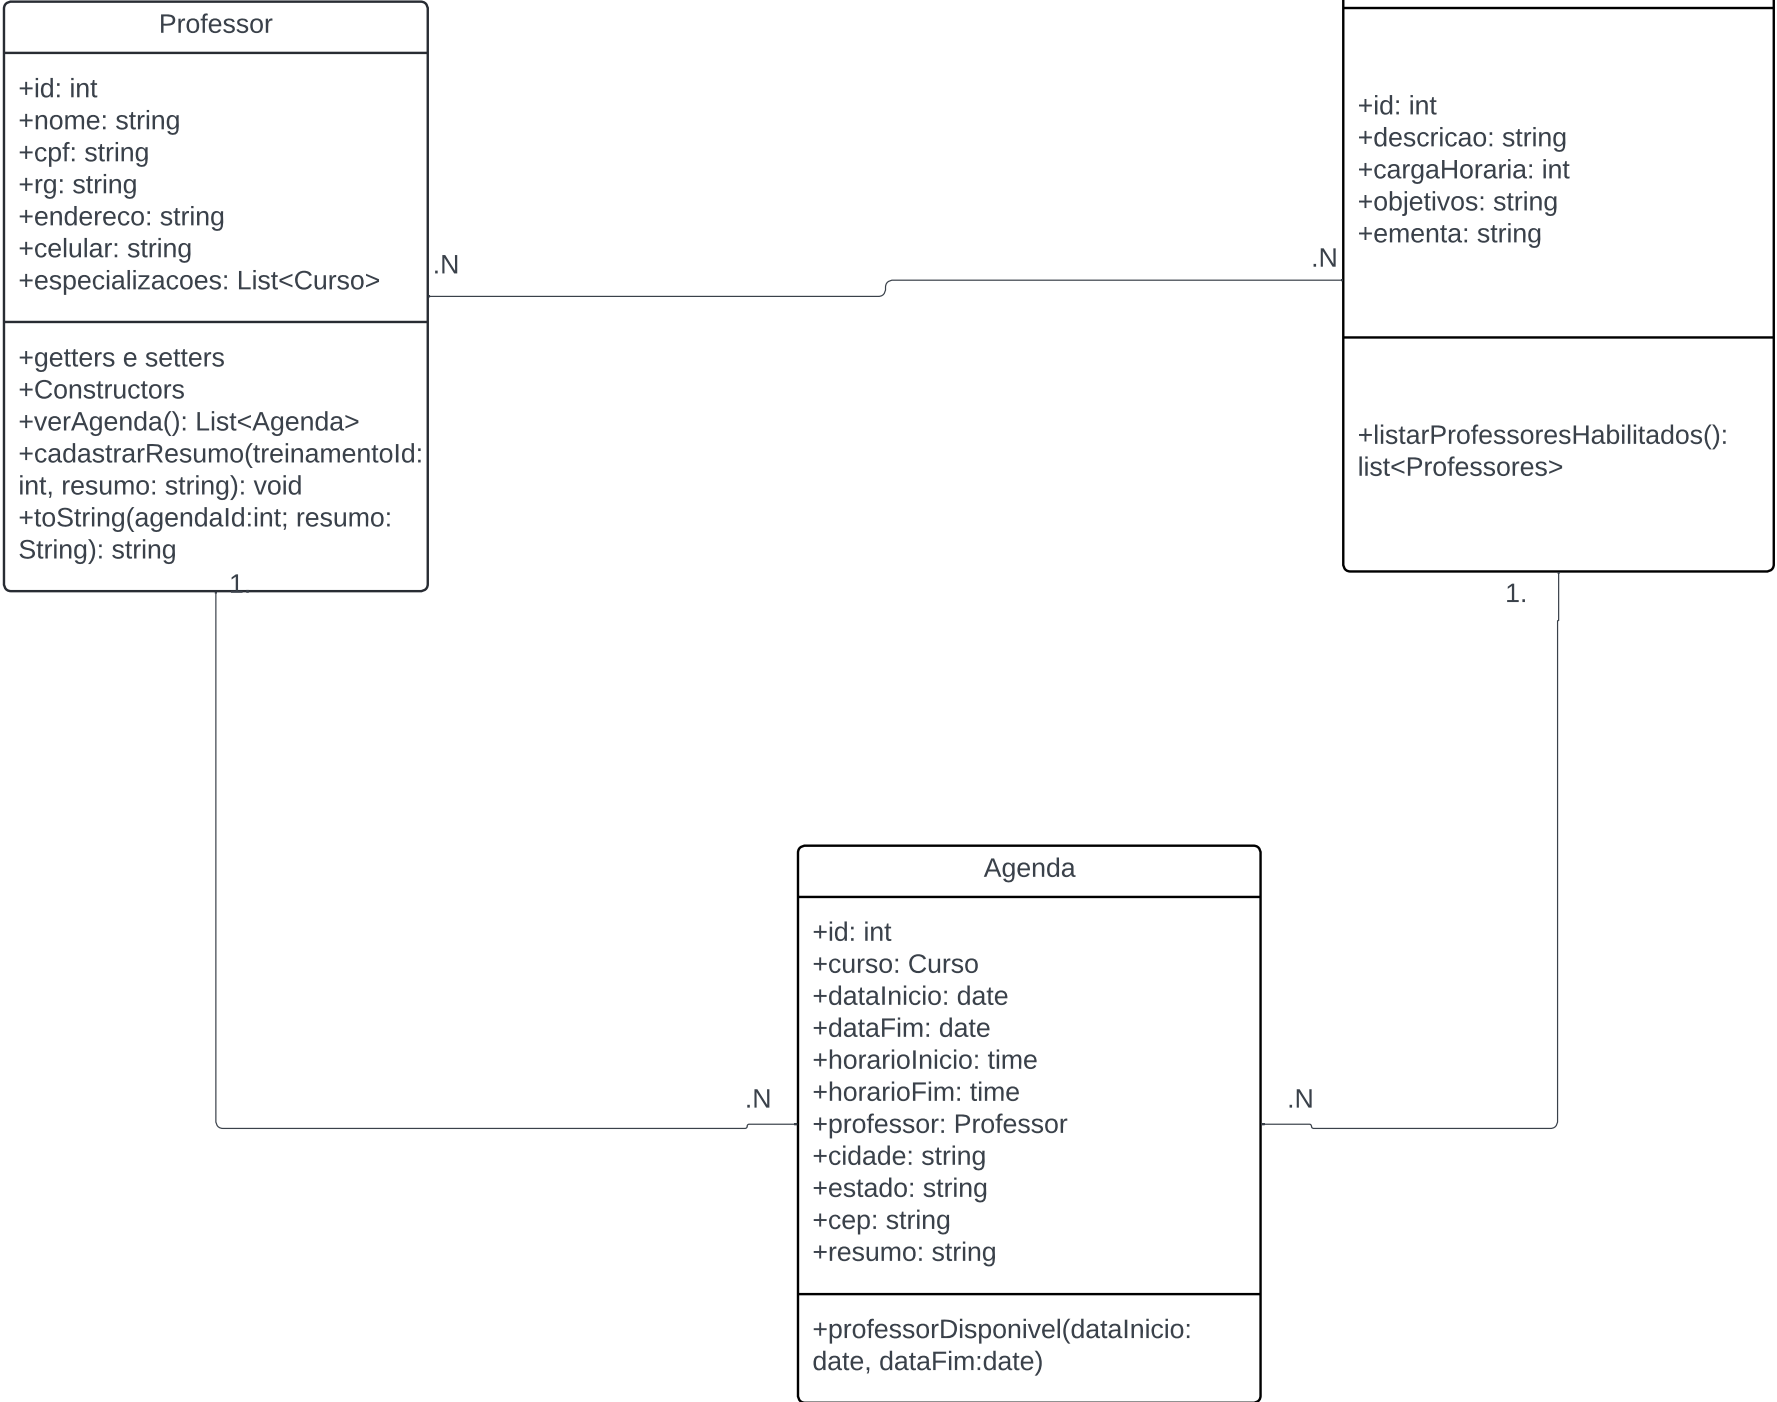 Professor
+id: int
+nome: string
+cpf: string
+rg: string
+endereco: string
+celular: string
+especializacoes: List<Curso>
+getters e setters
+Constructors
+verAgenda(): List<Agenda>
+cadastrarResumo(treinamentoId:
int, resumo: string): void
+toString(agendaId:int; resumo:
String): string
1.
.N
.N
+id: int
+descricao: string
+cargaHoraria: int
+objetivos: string
+ementa: string
+listarProfessoresHabilitados():
list<Professores>
1.
.N
.N
Agenda
+id: int
+curso: Curso
+dataInicio: date
+dataFim: date
+horarioInicio: time
+horarioFim: time
+professor: Professor
+cidade: string
+estado: string
+cep: string
+resumo: string
+professorDisponivel(dataInicio:
date, dataFim:date)